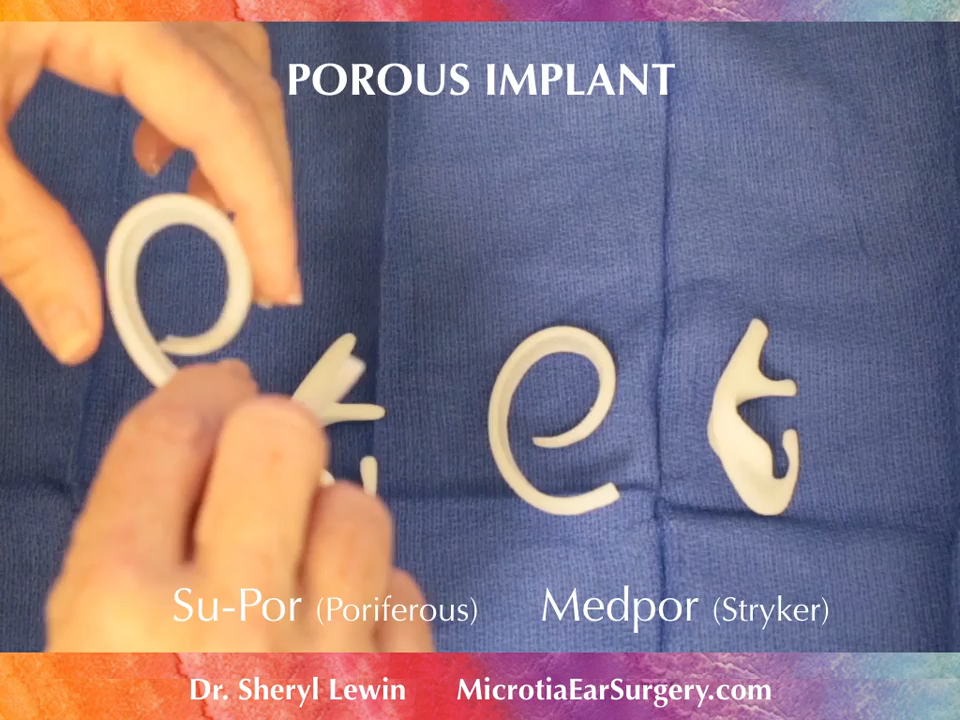 POROUS IMPLANT
Su-Por (Poriferous) Medpor (Stryker)
Dr. Sheryl Lewin MicrotiaEarSurgery.com